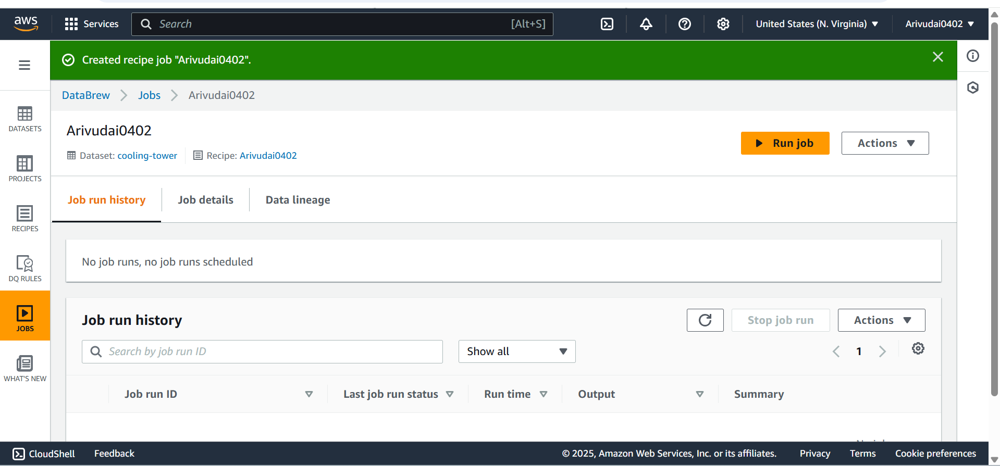 aws
Services
Search
[Alt+S]
United States (N. Virginia)
Arivudai0402
Created recipe job "Arivudai0402".
DataBrew
Jobs
Arivudai0402
Arivudai0402
Dataset: cooling-tower
Recipe: Arivudai0402
Run job
Actions
DATASETS
PROJECTS
RECIPES
DQ RULES
JOBS
WHAT'S NEW
Job run history
Job details
Data lineage
No job runs, no job runs scheduled
Job run history
Stop job run
Actions
Search by job run ID
Show all
1
Job run ID
Last job run status
Run time
Output
Summary
CloudShell
Feedback
© 2025, Amazon Web Services, Inc. or its affiliates.
Privacy
Terms
Cookie preferences